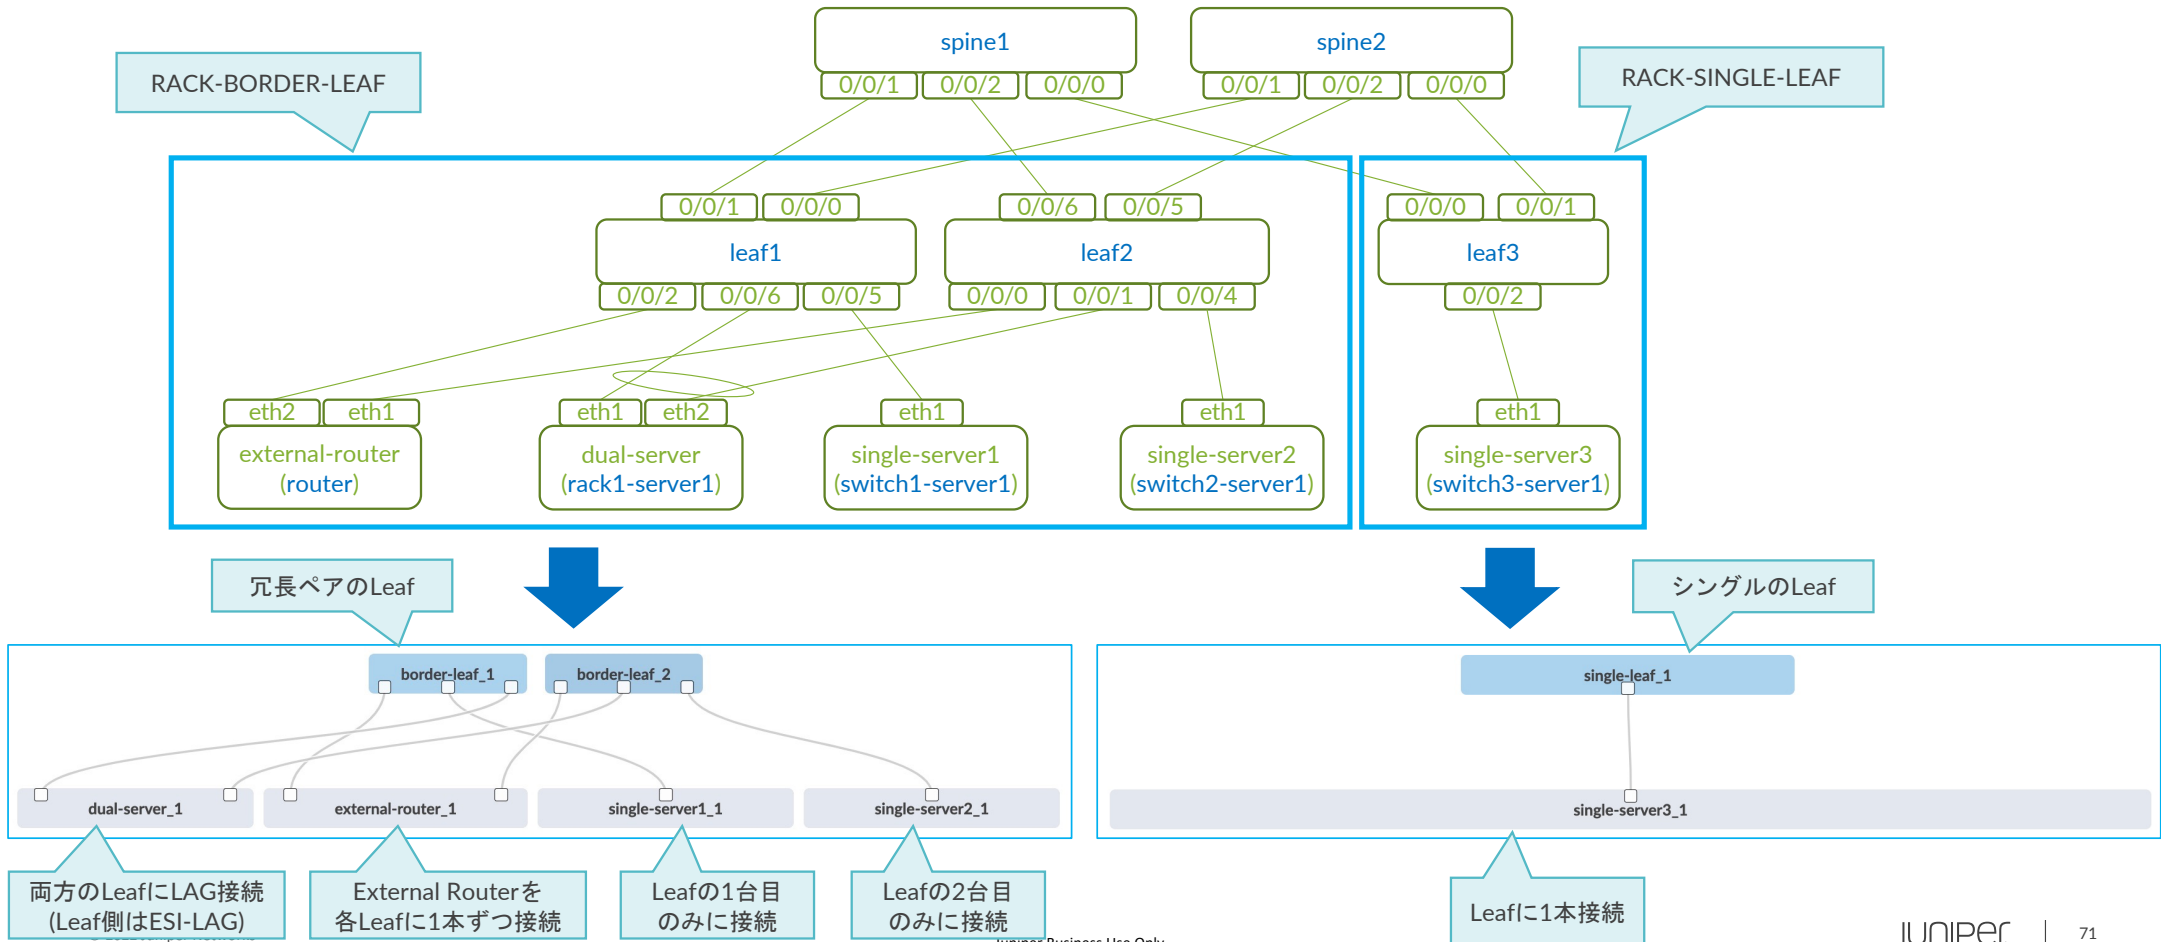 spine1
spine2
RACK-BORDER-LEAF
RACK-SINGLE-LEAF
0/0/1 0/0/2 0/0/0
0/0/1 0/0/2 0/0/0
0/0/1 0/0/0
0/0/6 0/0/5
0/0/0 0/0/1
leaf1
leaf2
leaf3
0/0/2 0/0/6 0/0/5
0/0/0 0/0/1 0/0/4
0/0/2
eth2 eth1
eth1 eth2
eth1
eth1
eth1
external-router
(router)
dual-server
(rack1-server1)
single-server1
(switch1-server1)
single-server2
(switch2-server1)
single-server3
(switch3-server1)
冗長ペアのLeaf
シングルのLeaf
border-leaf_1
border-leaf_2
single-leaf_1
dual-server_1
external-router_1
single-server1_1
single-server2_1
single-server3_1
両方のLeafにLAG接続
(Leaf側はESI-LAG)
External Routerを
各Leafに1本ずつ接続
Leafの1台目
のみに接続
Leafの2台目
のみに接続
Leafに1本接続
Juniper Business Use Only
JUNIPEr
71